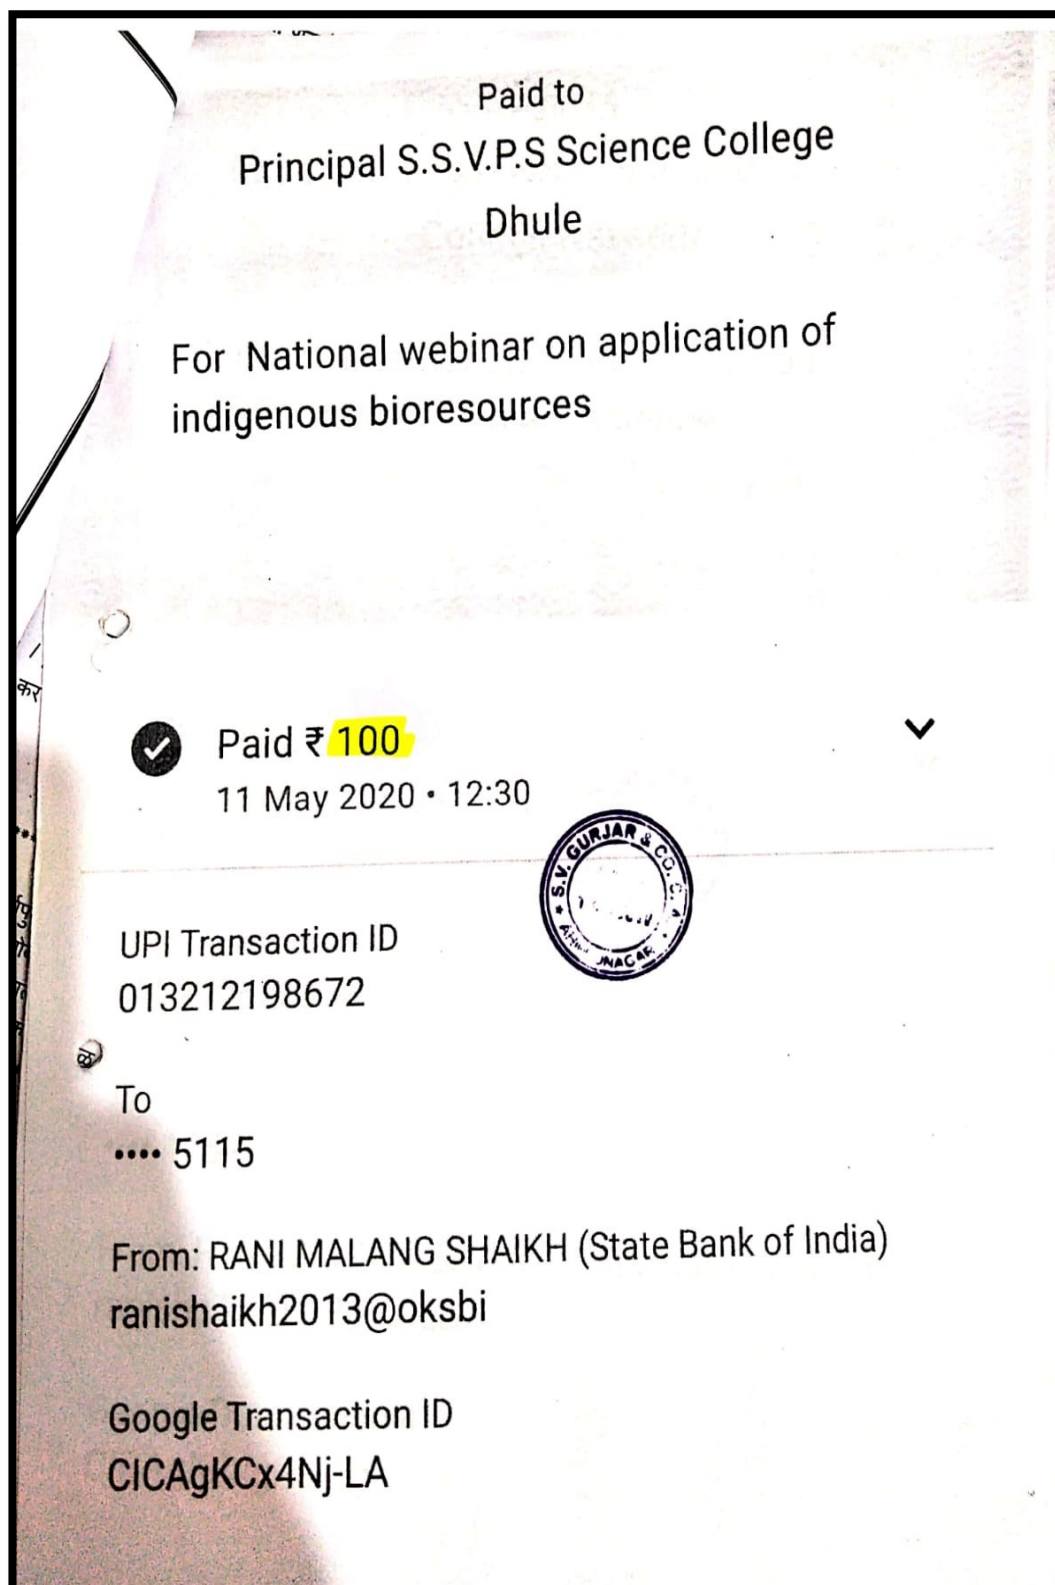 Paid to
Principal S.S.V.P.S Science College
Dhule
For National webinar on application of
indigenous bioresources
कर
Paid ₹ 100
11 May 2020 • 12:30
S.V. GURJAR & CO. C.A.
UPI Transaction ID
013212198672
To
•••• 5115
From: RANI MALANG SHAIKH (State Bank of India)
ranishaikh2013@oksbi
Google Transaction ID
CICAgKCx4Nj-LA